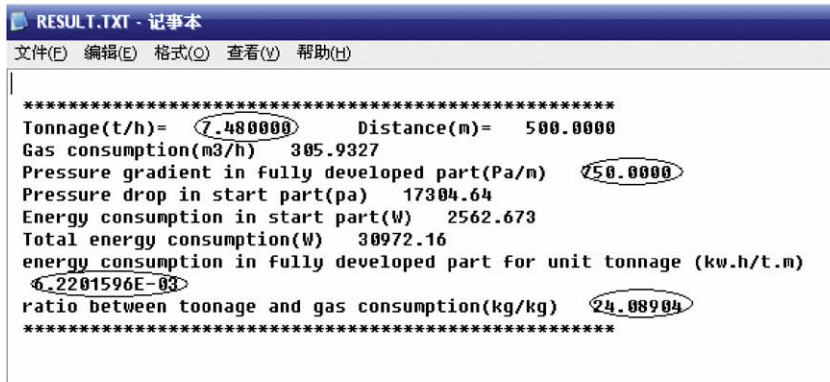 RESULT.TXT - 记事本
文件(F) 编辑(E) 格式(O) 查看(V) 帮助(H)
*****************************************************
Tonnage(t/h)= 7.480000 Distance(m)= 500.0000
Gas consumption(m3/h) 305.9327
Pressure gradient in fully developed part(Pa/m) 250.0000
Pressure drop in start part(pa) 17304.64
Energy consumption in start part(W) 2562.673
Total energy consumption(W) 30972.16
energy consumption in fully developed part for unit tonnage (kw.h/t.m)
6.2201596E-03
ratio between toonage and gas consumption(kg/kg) 24.08904
*****************************************************